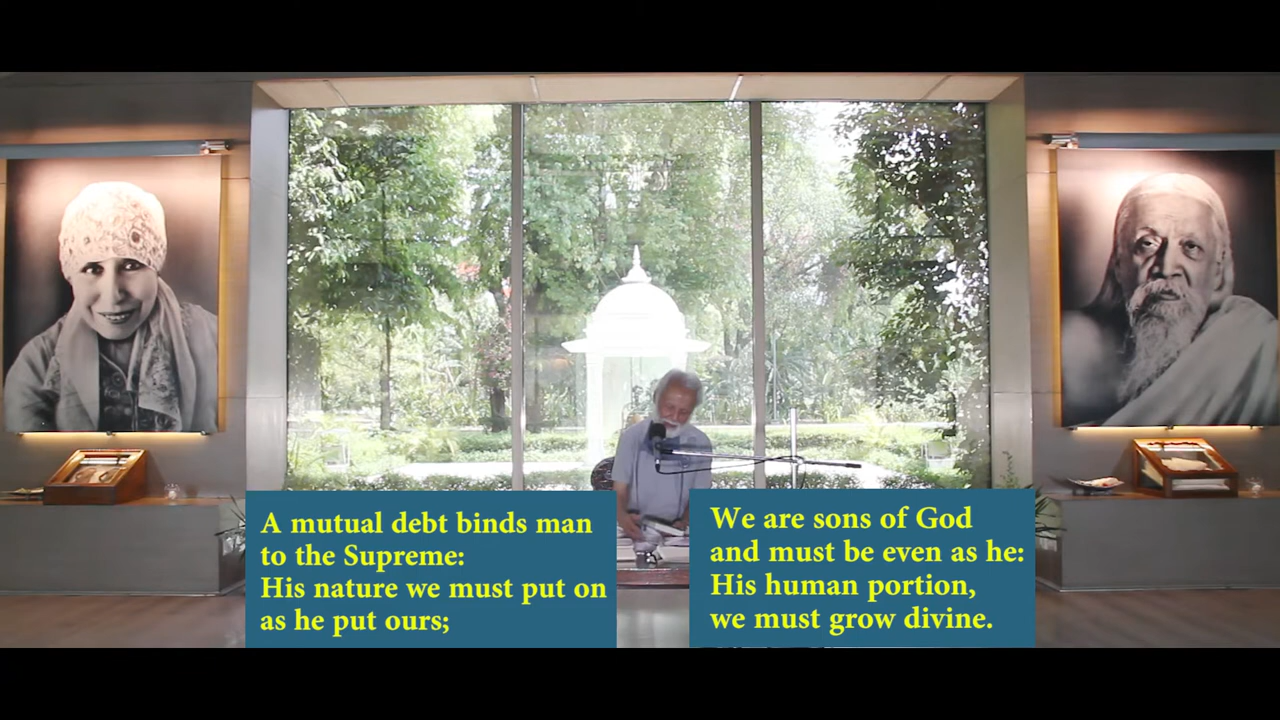 A mutual debt binds man
to the Supreme:
His nature we must put on
as he put ours;
We are sons of God
and must be even as he:
His human portion,
we must grow divine.